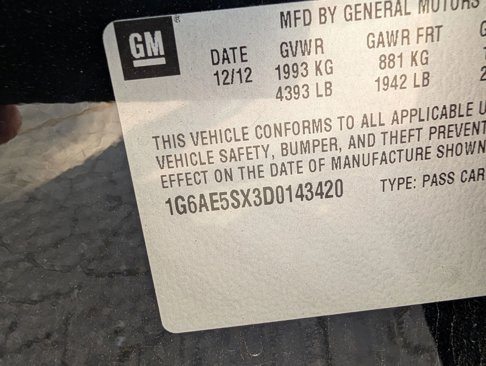 GM
®
MFD BY GENERAL MOTORS
DATE GVWR GAWR FRT
12/12 1993 KG 881 KG
4393 LB 1942 LB
THIS VEHICLE CONFORMS TO ALL APPLICABLE
VEHICLE SAFETY, BUMPER, AND THEFT PREVENT
EFFECT ON THE DATE OF MANUFACTURE SHOWN
1G6AE5SX3D0143420 TYPE: PASS CAR